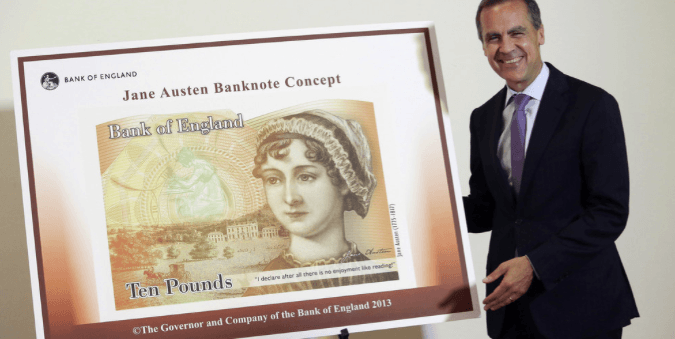 BANK OF ENGLAND
Jane Austen Banknote Concept
Bank of England
Jane Austen (1775-1817)
"I declare after all there is no enjoyment like reading!"
Ten Pounds
©The Governor and Company of the Bank of England 2013